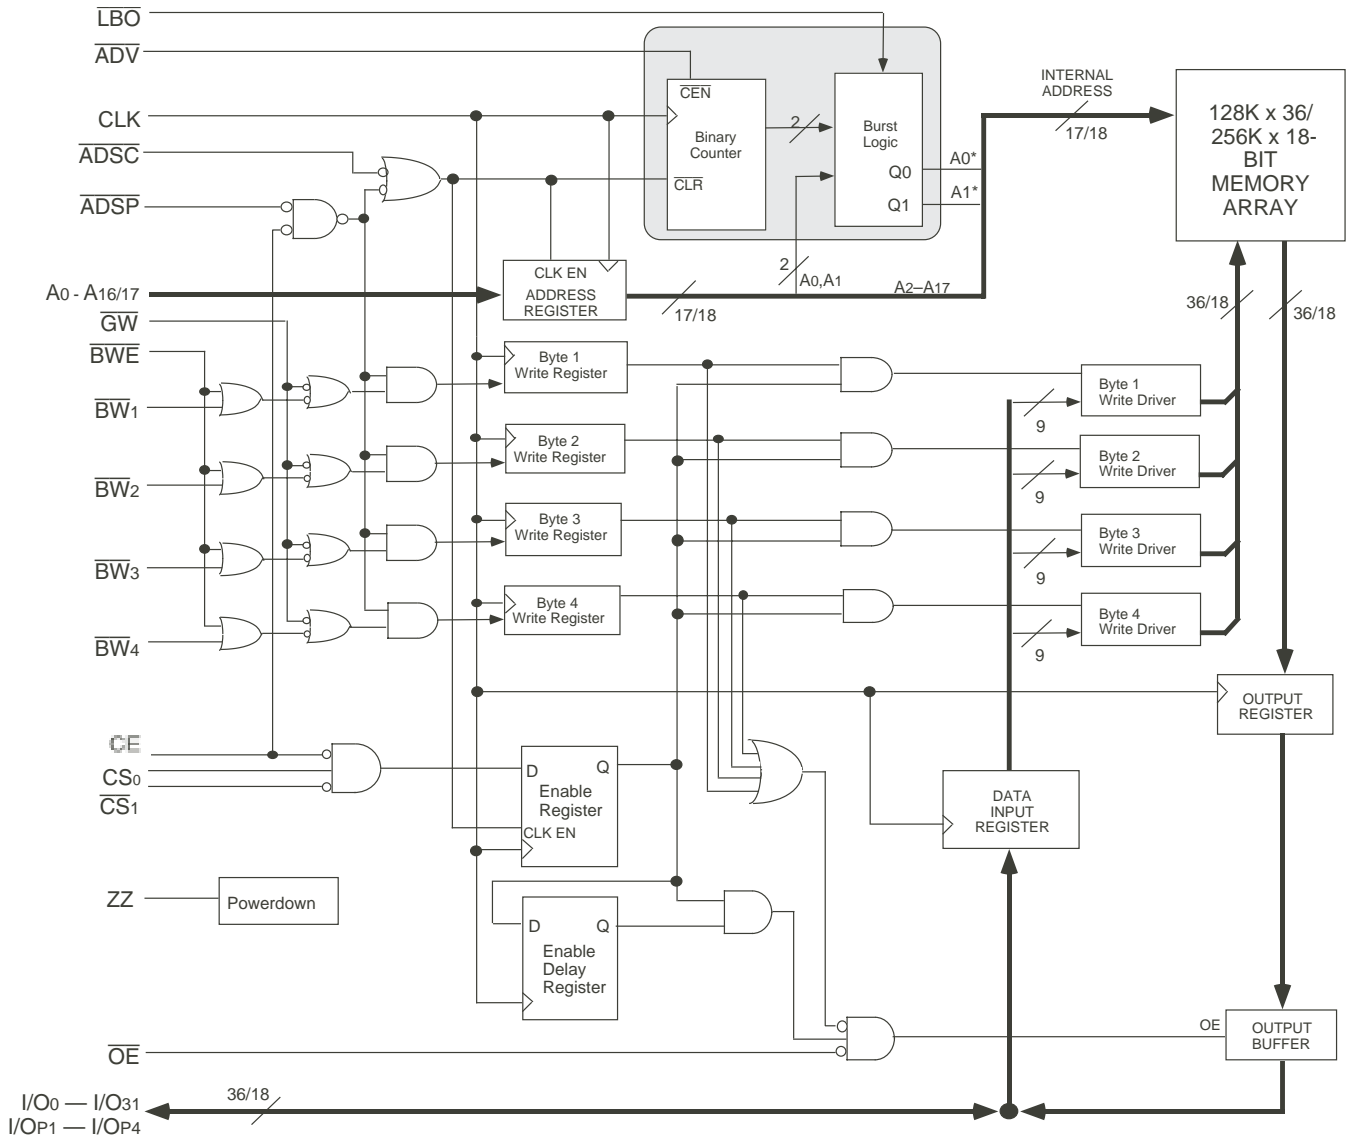 LBO
ADV
CLK
ADSC
ADSP
A0 - A16/17
GW
BWE
BW1
BW2
BW3
BW4
CE
CS0
CS1
ZZ
Powerdown
OE
I/O0 — I/O31
I/OP1 — I/OP4
36/18
CEN
Binary
Counter
CLR
2
Burst
Logic
Q0
Q1
A0*
A1*
2
A0,A1
A2–A17
CLK EN
ADDRESS
REGISTER
17/18
INTERNAL
ADDRESS
17/18
128K x 36/
256K x 18-
BIT
MEMORY
ARRAY
36/18
36/18
Byte 1
Write Register
Byte 2
Write Register
Byte 3
Write Register
Byte 4
Write Register
Byte 1
Write Driver
Byte 2
Write Driver
Byte 3
Write Driver
Byte 4
Write Driver
9
9
9
9
OUTPUT
REGISTER
D
Q
Enable
Register
CLK EN
DATA
INPUT
REGISTER
D
Q
Enable
Delay
Register
OE
OUTPUT
BUFFER